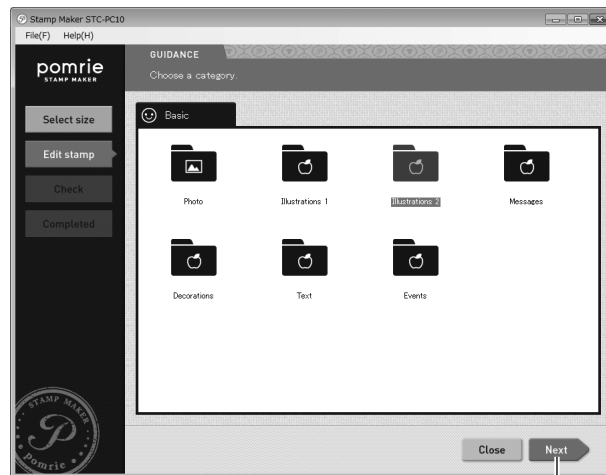 Stamp Maker STC-PC10
File(F) Help(H)
pomrie
STAMP MAKER
GUIDANCE
Choose a category.
Select size
Edit stamp
Check
Completed
Basic
Photo
Illustrations 1
Illustrations 2
Messages
Decorations
Text
Events
STAMP MAKER
P
Pomrie
Close
Next